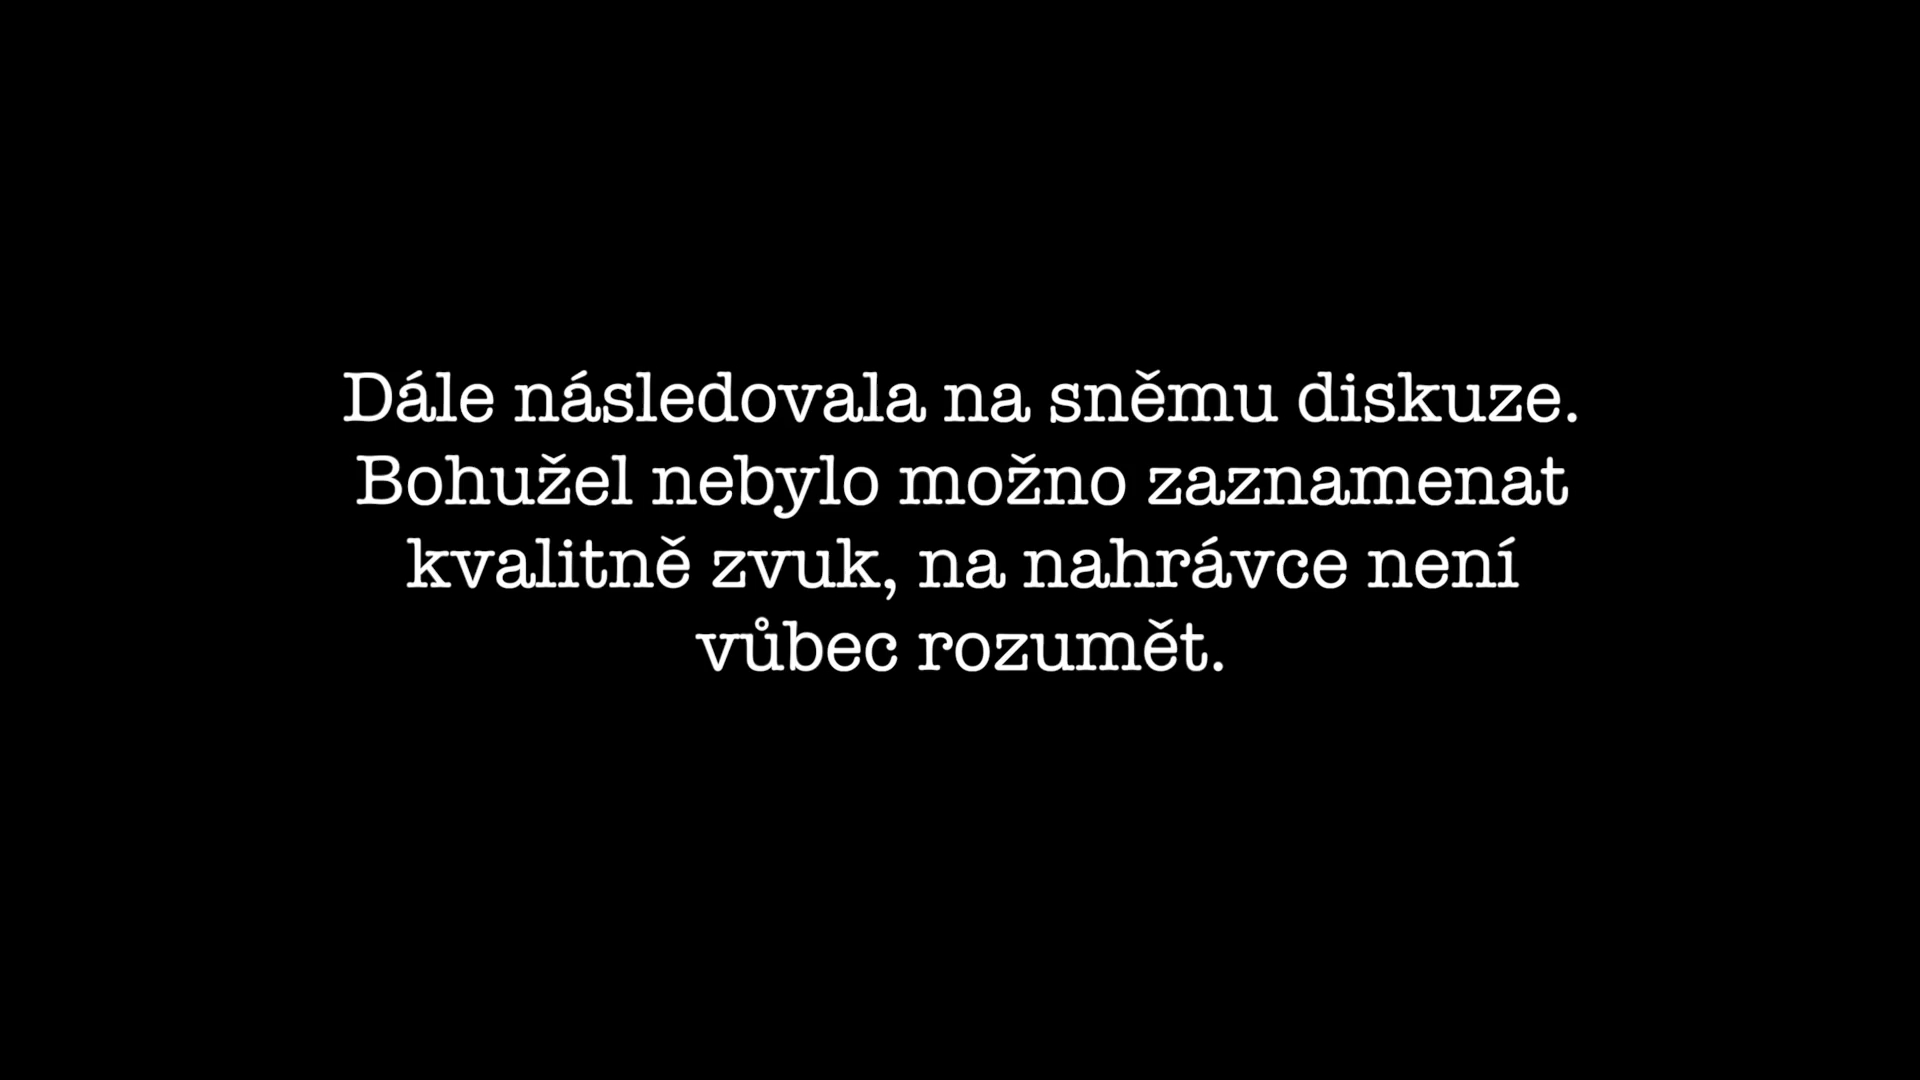 Dále následovala na sněmu diskuze.
Bohužel nebylo možno zaznamenat
kvalitně zvuk, na nahrávce není
vůbec rozumět.